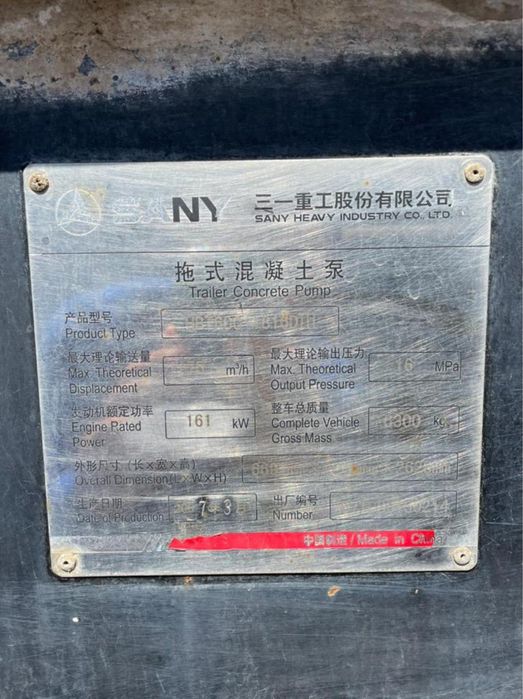 SANY 三一重工股份有限公司
SANY HEAVY INDUSTRY CO., LTD.
拖式混凝土泵
Trailer Concrete Pump
产品型号
Product Type
最大理论输送量
Max. Theoretical
Displacement
m³/h
最大理论输出压力
Max. Theoretical
Output Pressure
16 MPa
发动机额定功率
Engine Rated
Power
161 kW
整车总质量
Complete Vehicle
Gross Mass
6300 Kg
外形尺寸 (长×宽×高)
Overall Dimension(L×W×H)
生产日期
Date of Production
出厂编号
Number
中国制造/Made in China